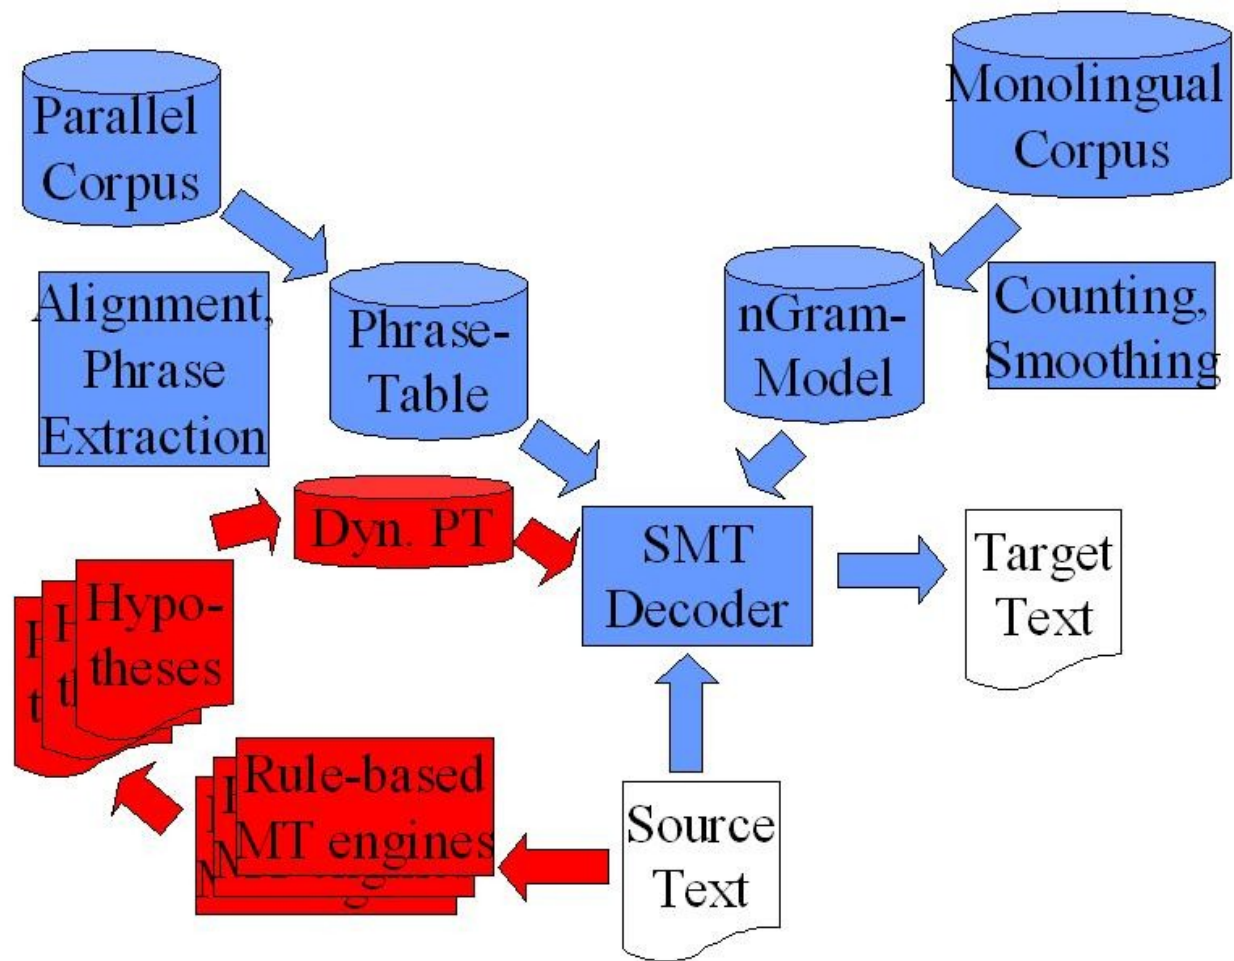 Parallel
Corpus
Monolingual
Corpus
Alignment,
Phrase
Extraction
Phrase-
Table
nGram-
Model
Counting,
Smoothing
Dyn. PT
SMT
Decoder
Target
Text
Hypo-
theses
Rule-based
MT engines
Source
Text